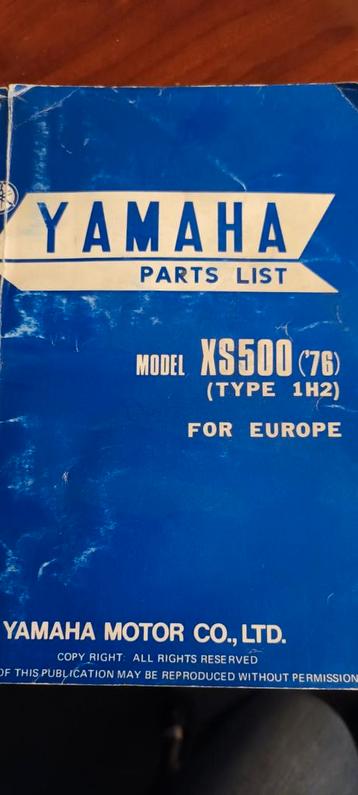 YAMAHA
PARTS LIST
MODEL XS500 ('76)
(TYPE 1H2)
FOR EUROPE
YAMAHA MOTOR CO., LTD.
COPY RIGHT: ALL RIGHTS RESERVED
OF THIS PUBLICATION MAY BE REPRODUCED WITHOUT PERMISSION